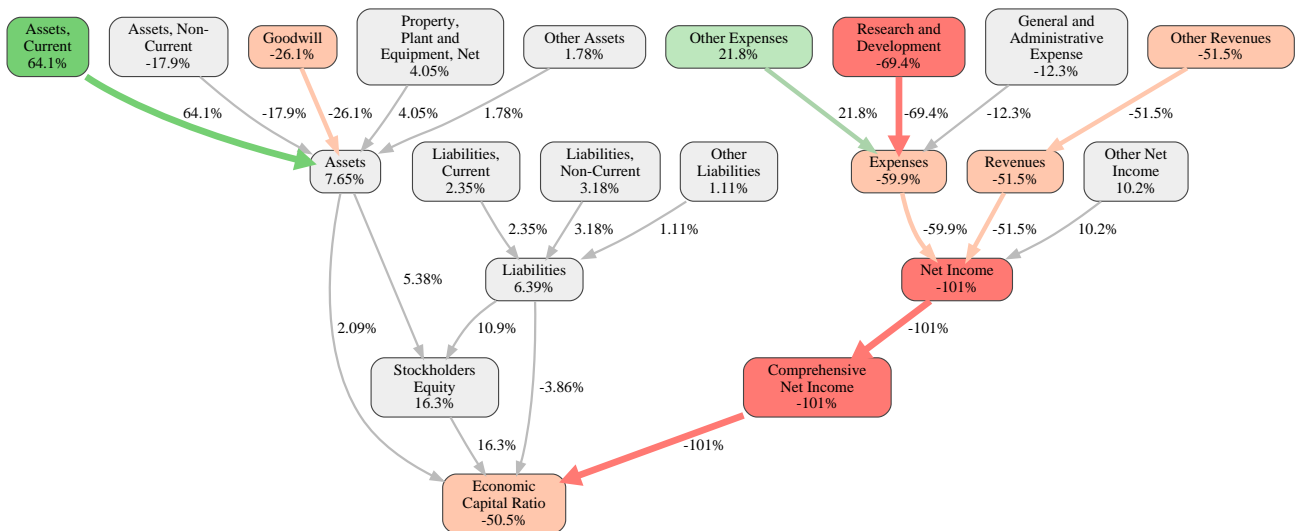 Assets,
Current
64.1%
Assets, Non-
Current
-17.9%
Goodwill
-26.1%
Property,
Plant and
Equipment, Net
4.05%
Other Assets
1.78%
Other Expenses
21.8%
Research and
Development
-69.4%
General and
Administrative
Expense
-12.3%
Other Revenues
-51.5%
64.1%
-17.9%
-26.1%
4.05%
1.78%
21.8%
-69.4%
-12.3%
-51.5%
Assets
7.65%
Liabilities,
Current
2.35%
Liabilities,
Non-Current
3.18%
Other
Liabilities
1.11%
Expenses
-59.9%
Revenues
-51.5%
Other Net
Income
10.2%
2.35%
3.18%
1.11%
-59.9%
-51.5%
10.2%
5.38%
Liabilities
6.39%
Net Income
-101%
2.09%
10.9%
-101%
Stockholders
Equity
16.3%
-3.86%
Comprehensive
Net Income
-101%
16.3%
-101%
Economic
Capital Ratio
-50.5%